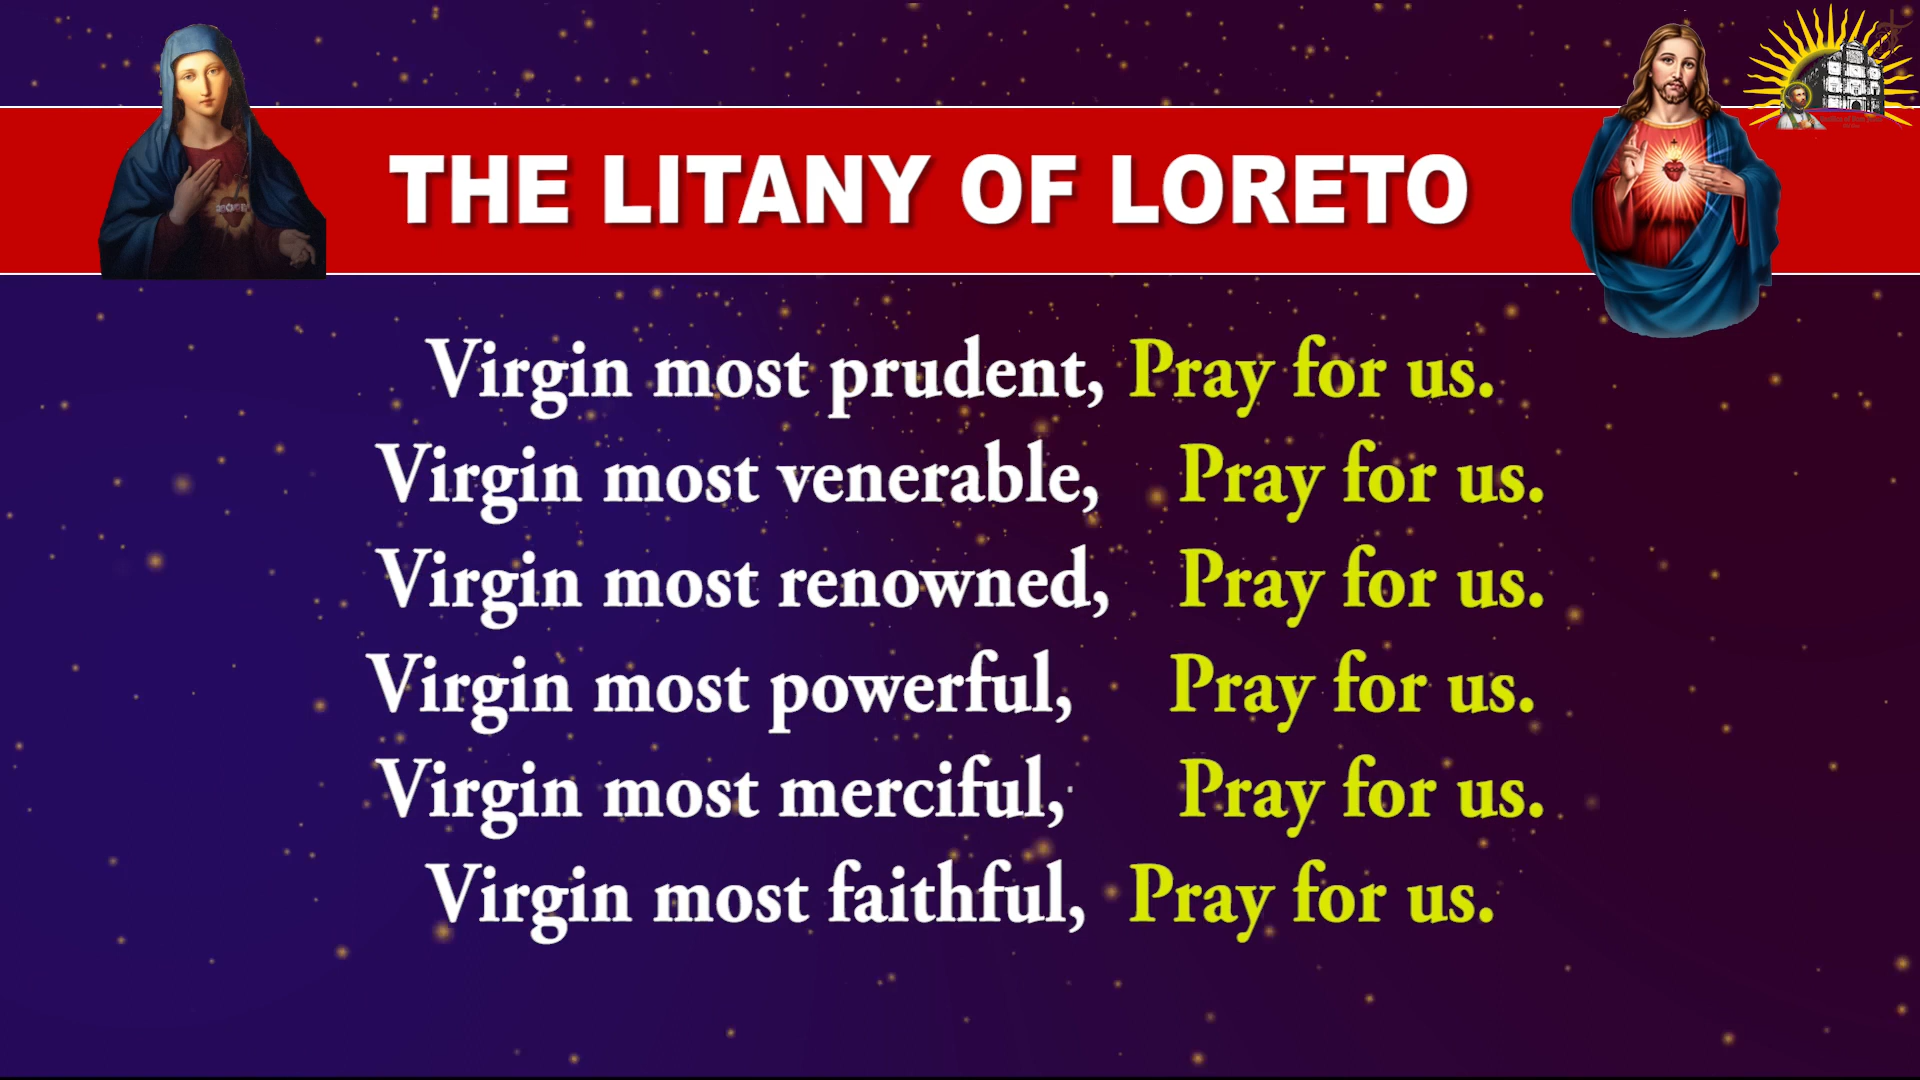 THE LITANY OF LORETO
Virgin most prudent, Pray for us.
Virgin most venerable, Pray for us.
Virgin most renowned, Pray for us.
Virgin most powerful, Pray for us.
Virgin most merciful, Pray for us.
Virgin most faithful, Pray for us.